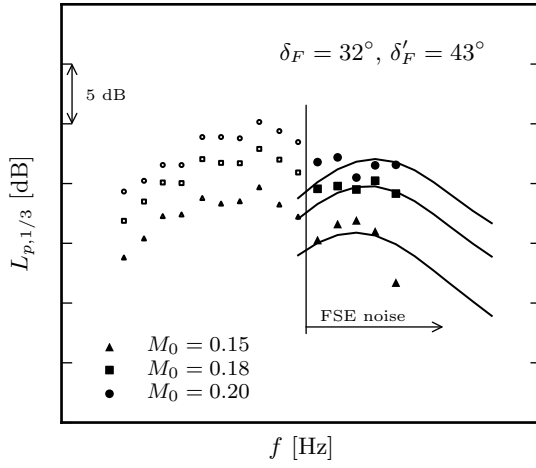 δ_F = 32°, δ′_F = 43°
5 dB
L_{p,1/3} [dB]
FSE noise
M_0 = 0.15
M_0 = 0.18
M_0 = 0.20
f [Hz]